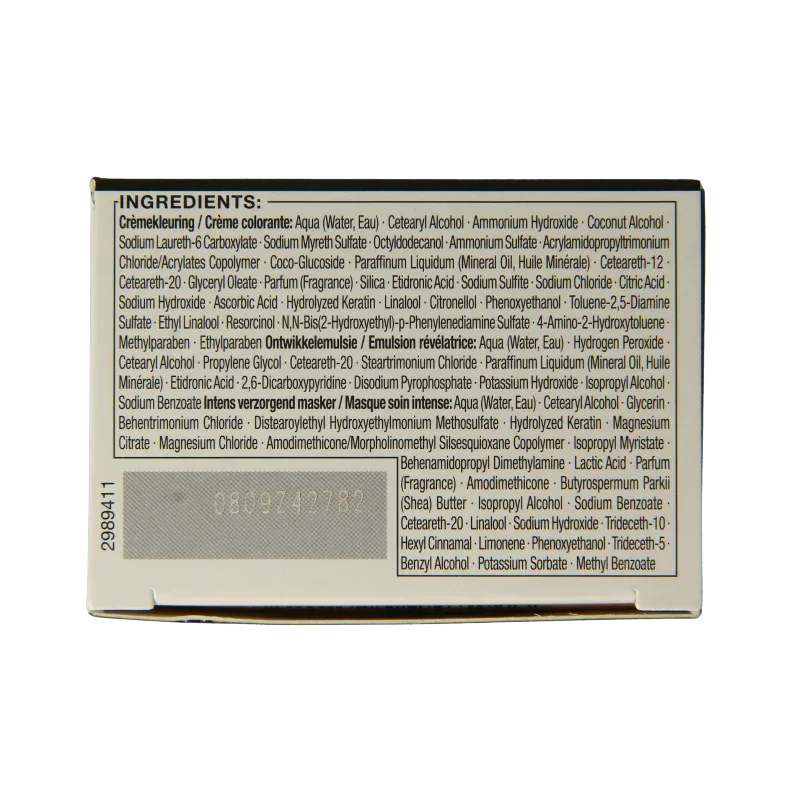 INGREDIENTS:
Crèmekleuring / Crème colorante: Aqua (Water, Eau) · Cetearyl Alcohol · Ammonium Hydroxide · Coconut Alcohol ·
Sodium Laureth-6 Carboxylate · Sodium Myreth Sulfate · Octyldodecanol · Ammonium Sulfate · Acrylamidopropyltrimonium
Chloride/Acrylates Copolymer · Coco-Glucoside · Paraffinum Liquidum (Mineral Oil, Huile Minérale) · Ceteareth-12 ·
Ceteareth-20 · Glyceryl Oleate · Parfum (Fragrance) · Silica · Etidronic Acid · Sodium Sulfite · Sodium Chloride · Citric Acid ·
Sodium Hydroxide · Ascorbic Acid · Hydrolyzed Keratin · Linalool · Citronellol · Phenoxyethanol · Toluene-2,5-Diamine
Sulfate · Ethyl Linalool · Resorcinol · N,N-Bis(2-Hydroxyethyl)-p-Phenylenediamine Sulfate · 4-Amino-2-Hydroxytoluene ·
Methylparaben · Ethylparaben Ontwikkelemulsie / Emulsion révélatrice: Aqua (Water, Eau) · Hydrogen Peroxide ·
Cetearyl Alcohol · Propylene Glycol · Ceteareth-20 · Steartrimonium Chloride · Paraffinum Liquidum (Mineral Oil, Huile
Minérale) · Etidronic Acid · 2,6-Dicarboxypyridine · Disodium Pyrophosphate · Potassium Hydroxide · Isopropyl Alcohol ·
Sodium Benzoate Intens verzorgend masker / Masque soin intense: Aqua (Water, Eau) · Cetearyl Alcohol · Glycerin ·
Behentrimonium Chloride · Distearoylethyl Hydroxyethylmonium Methosulfate · Hydrolyzed Keratin · Magnesium
Citrate · Magnesium Chloride · Amodimethicone/Morpholinomethyl Silsesquioxane Copolymer · Isopropyl Myristate ·
Behenamidopropyl Dimethylamine · Lactic Acid · Parfum
(Fragrance) · Amodimethicone · Butyrospermum Parkii
(Shea) Butter · Isopropyl Alcohol · Sodium Benzoate ·
Ceteareth-20 · Linalool · Sodium Hydroxide · Trideceth-10 ·
Hexyl Cinnamal · Limonene · Phenoxyethanol · Trideceth-5 ·
Benzyl Alcohol · Potassium Sorbate · Methyl Benzoate
2989411
0809Z42782